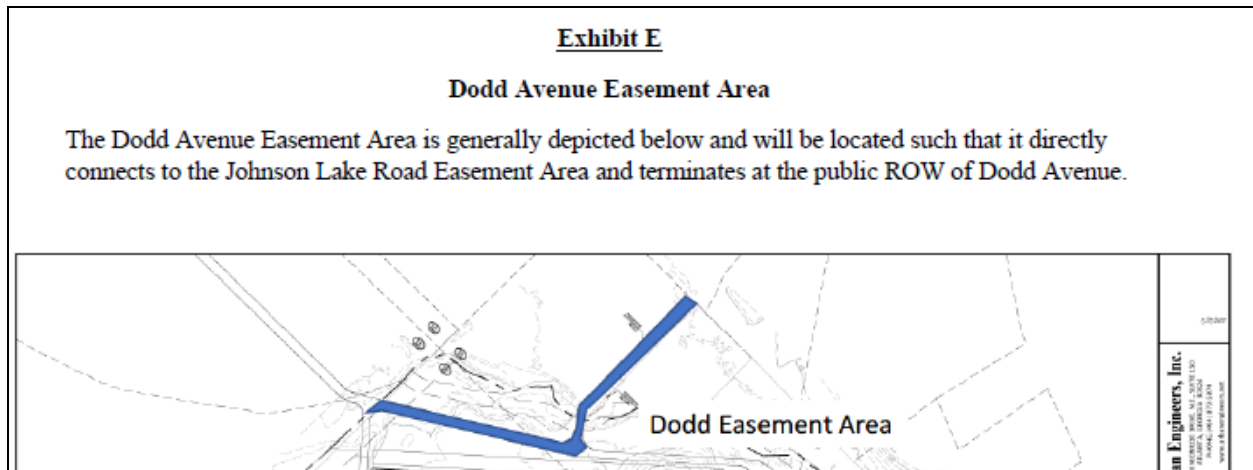 Exhibit E
Dodd Avenue Easement Area
The Dodd Avenue Easement Area is generally depicted below and will be located such that it directly
connects to the Johnson Lake Road Easement Area and terminates at the public ROW of Dodd Avenue.
Dodd Easement Area
an Engineers, Inc.